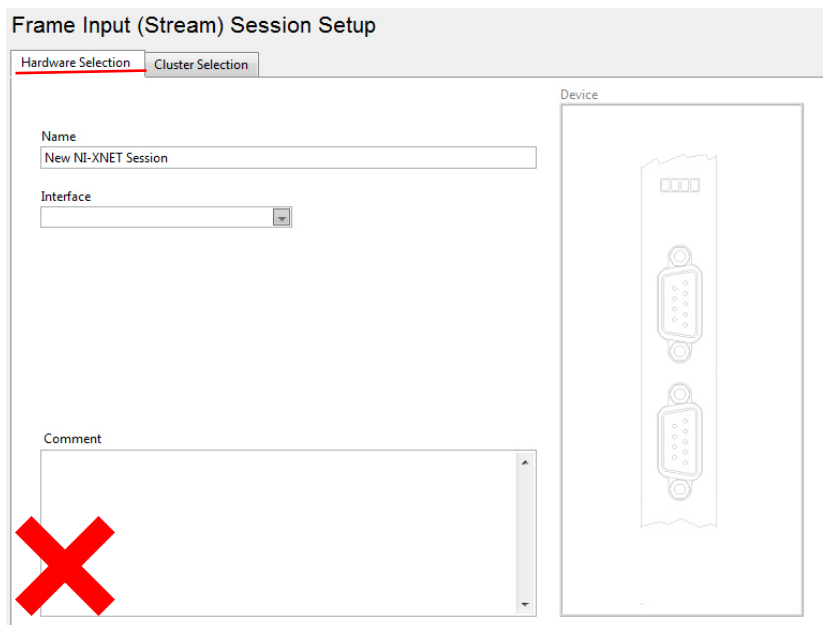 Frame Input (Stream) Session Setup
Hardware Selection
Cluster Selection
Device
Name
New NI-XNET Session
Interface
Comment